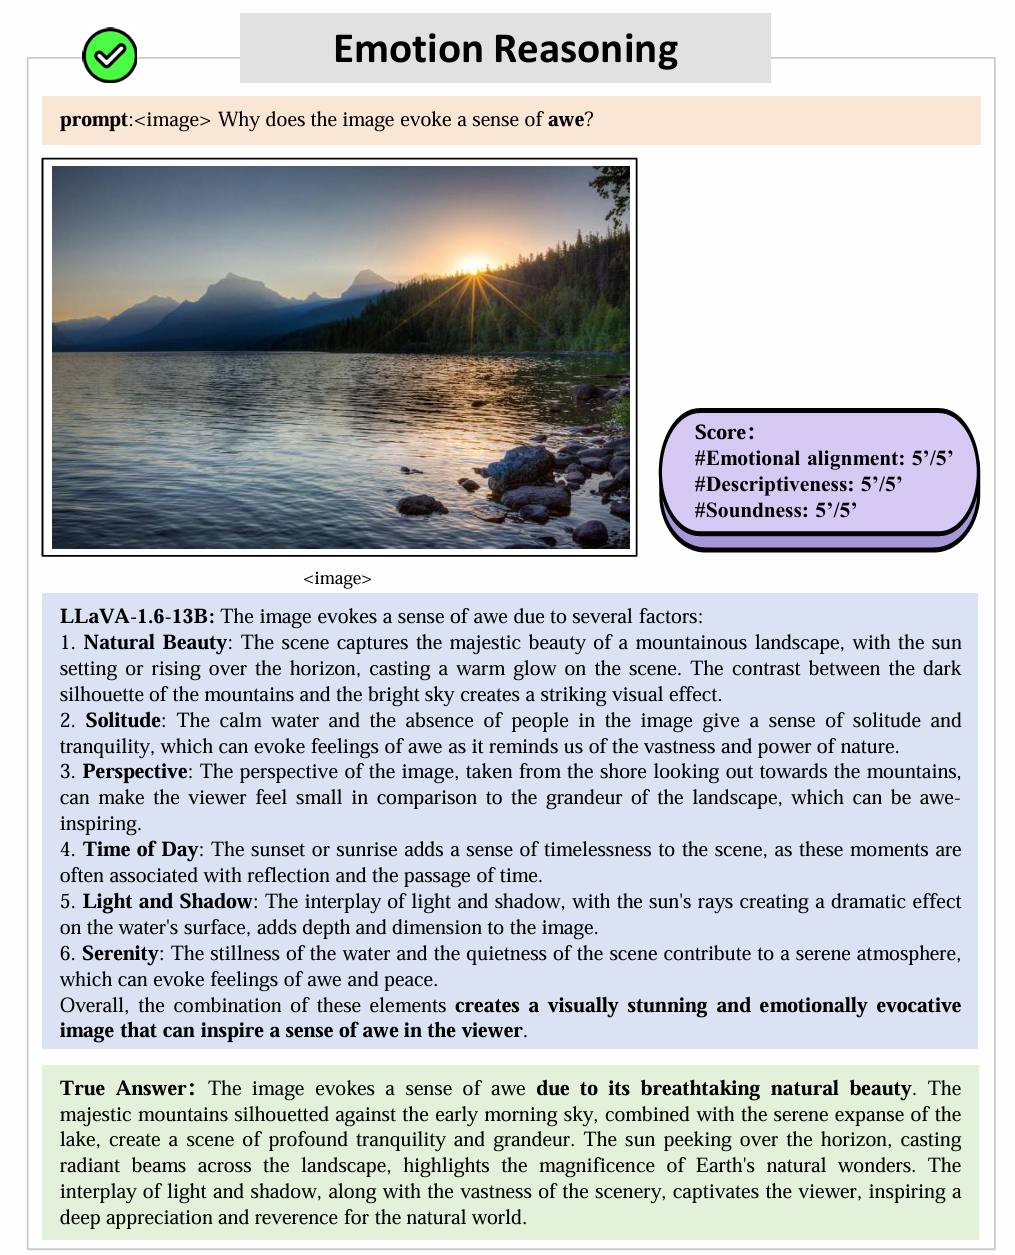 Emotion Reasoning
prompt:<image> Why does the image evoke a sense of awe?
Score:
#Emotional alignment: 5’/5’
#Descriptiveness: 5’/5’
#Soundness: 5’/5’
<image>
LLaVA-1.6-13B: The image evokes a sense of awe due to several factors:
1. Natural Beauty: The scene captures the majestic beauty of a mountainous landscape, with the sun
setting or rising over the horizon, casting a warm glow on the scene. The contrast between the dark
silhouette of the mountains and the bright sky creates a striking visual effect.
2. Solitude: The calm water and the absence of people in the image give a sense of solitude and
tranquility, which can evoke feelings of awe as it reminds us of the vastness and power of nature.
3. Perspective: The perspective of the image, taken from the shore looking out towards the mountains,
can make the viewer feel small in comparison to the grandeur of the landscape, which can be awe-
inspiring.
4. Time of Day: The sunset or sunrise adds a sense of timelessness to the scene, as these moments are
often associated with reflection and the passage of time.
5. Light and Shadow: The interplay of light and shadow, with the sun's rays creating a dramatic effect
on the water's surface, adds depth and dimension to the image.
6. Serenity: The stillness of the water and the quietness of the scene contribute to a serene atmosphere,
which can evoke feelings of awe and peace.
Overall, the combination of these elements creates a visually stunning and emotionally evocative
image that can inspire a sense of awe in the viewer.
True Answer: The image evokes a sense of awe due to its breathtaking natural beauty. The
majestic mountains silhouetted against the early morning sky, combined with the serene expanse of the
lake, create a scene of profound tranquility and grandeur. The sun peeking over the horizon, casting
radiant beams across the landscape, highlights the magnificence of Earth's natural wonders. The
interplay of light and shadow, along with the vastness of the scenery, captivates the viewer, inspiring a
deep appreciation and reverence for the natural world.